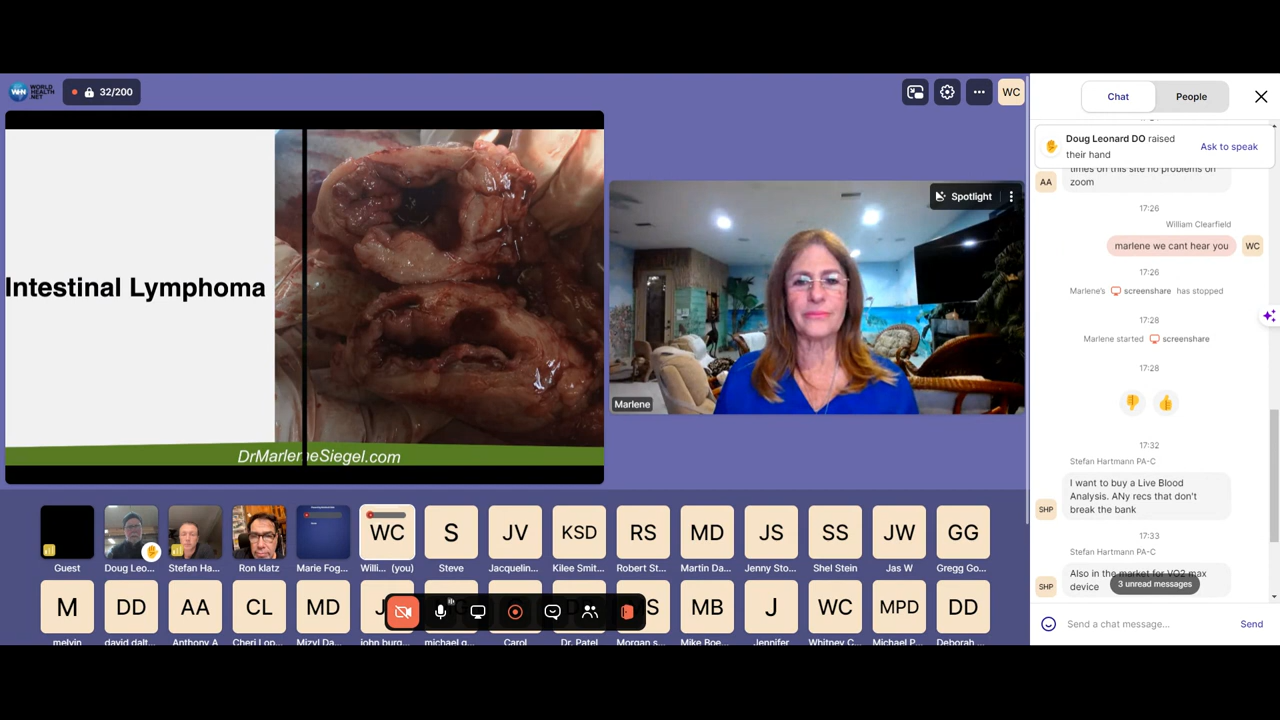 WHN
WORLD
HEALTH
NET
32/200
WC
Intestinal Lymphoma
DrMarleneSiegel.com
Spotlight
Marlene
Guest
Doug Leo...
Stefan Ha...
Ron klatz
Marie Fog...
WC
Willi... (you)
S
Steve
JV
Jacquelin...
KSD
Kilee Smit...
RS
Robert St...
MD
Martin Da...
JS
Jenny Sto...
SS
Shel Stein
JW
Jas W
GG
Gregg Go...
M
melvin
DD
david dalt...
AA
Anthony A
CL
Cheri Lop...
MD
Mizyl Da...
J
john burg...
michael g...
Carol
Dr. Patel
S
Morgan s...
MB
Mike Boe...
J
Jennifer
WC
Whitney C...
MPD
Michael P...
DD
Deborah ...
Chat
People
Doug Leonard DO raised
their hand
Ask to speak
times on this site no problems on
zoom
AA
17:26
William Clearfield
marlene we cant hear you
WC
17:26
Marlene's screenshare has stopped
17:28
Marlene started screenshare
17:28
17:32
Stefan Hartmann PA-C
I want to buy a Live Blood
Analysis. ANy recs that don't
break the bank
SHP
17:33
Stefan Hartmann PA-C
Also in the market for VO2 max
device
SHP
3 unread messages
Send a chat message...
Send